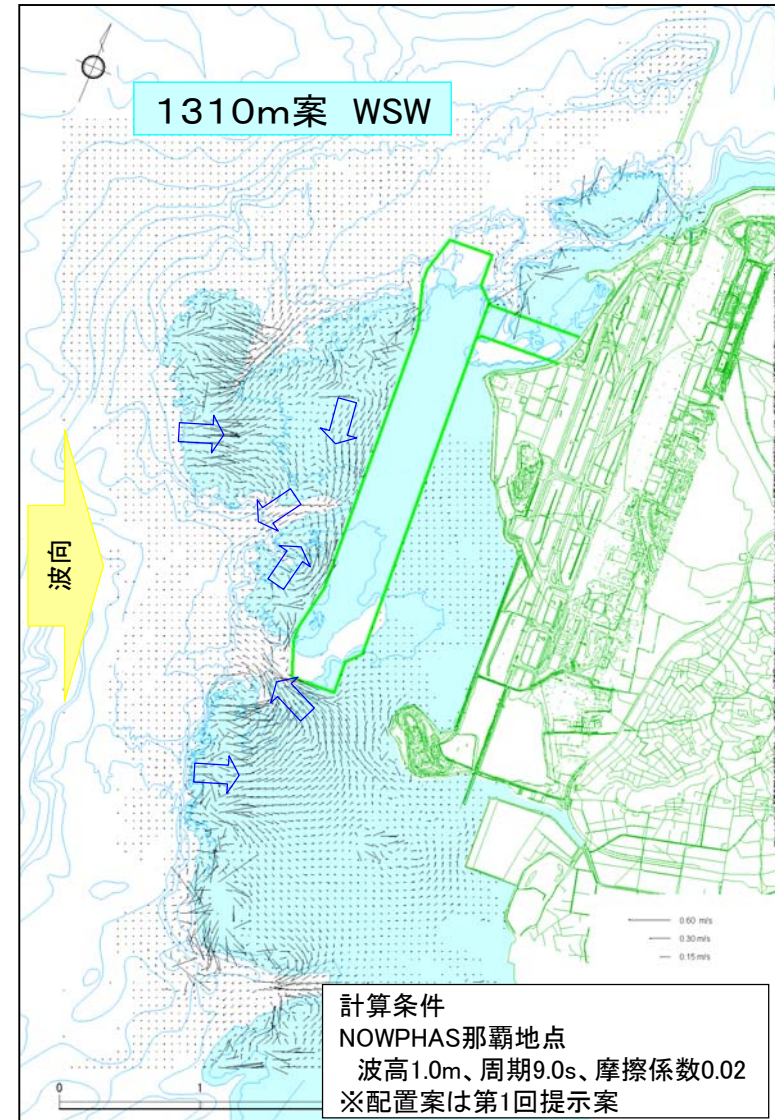 1310m案 WSW
波向
0.60 m/s
0.30 m/s
0.15 m/s
0 1
計算条件
NOWPHAS那覇地点
波高1.0m、周期9.0s、摩擦係数0.02
※配置案は第1回提示案